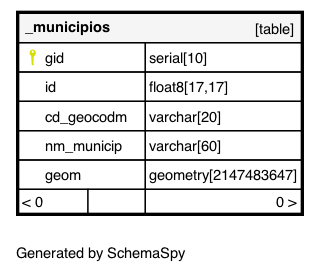 _municipios [table]
gid serial[10]
id float8[17,17]
cd_geocodm varchar[20]
nm_municip varchar[60]
geom geometry[2147483647]
< 0 0 >
Generated by SchemaSpy